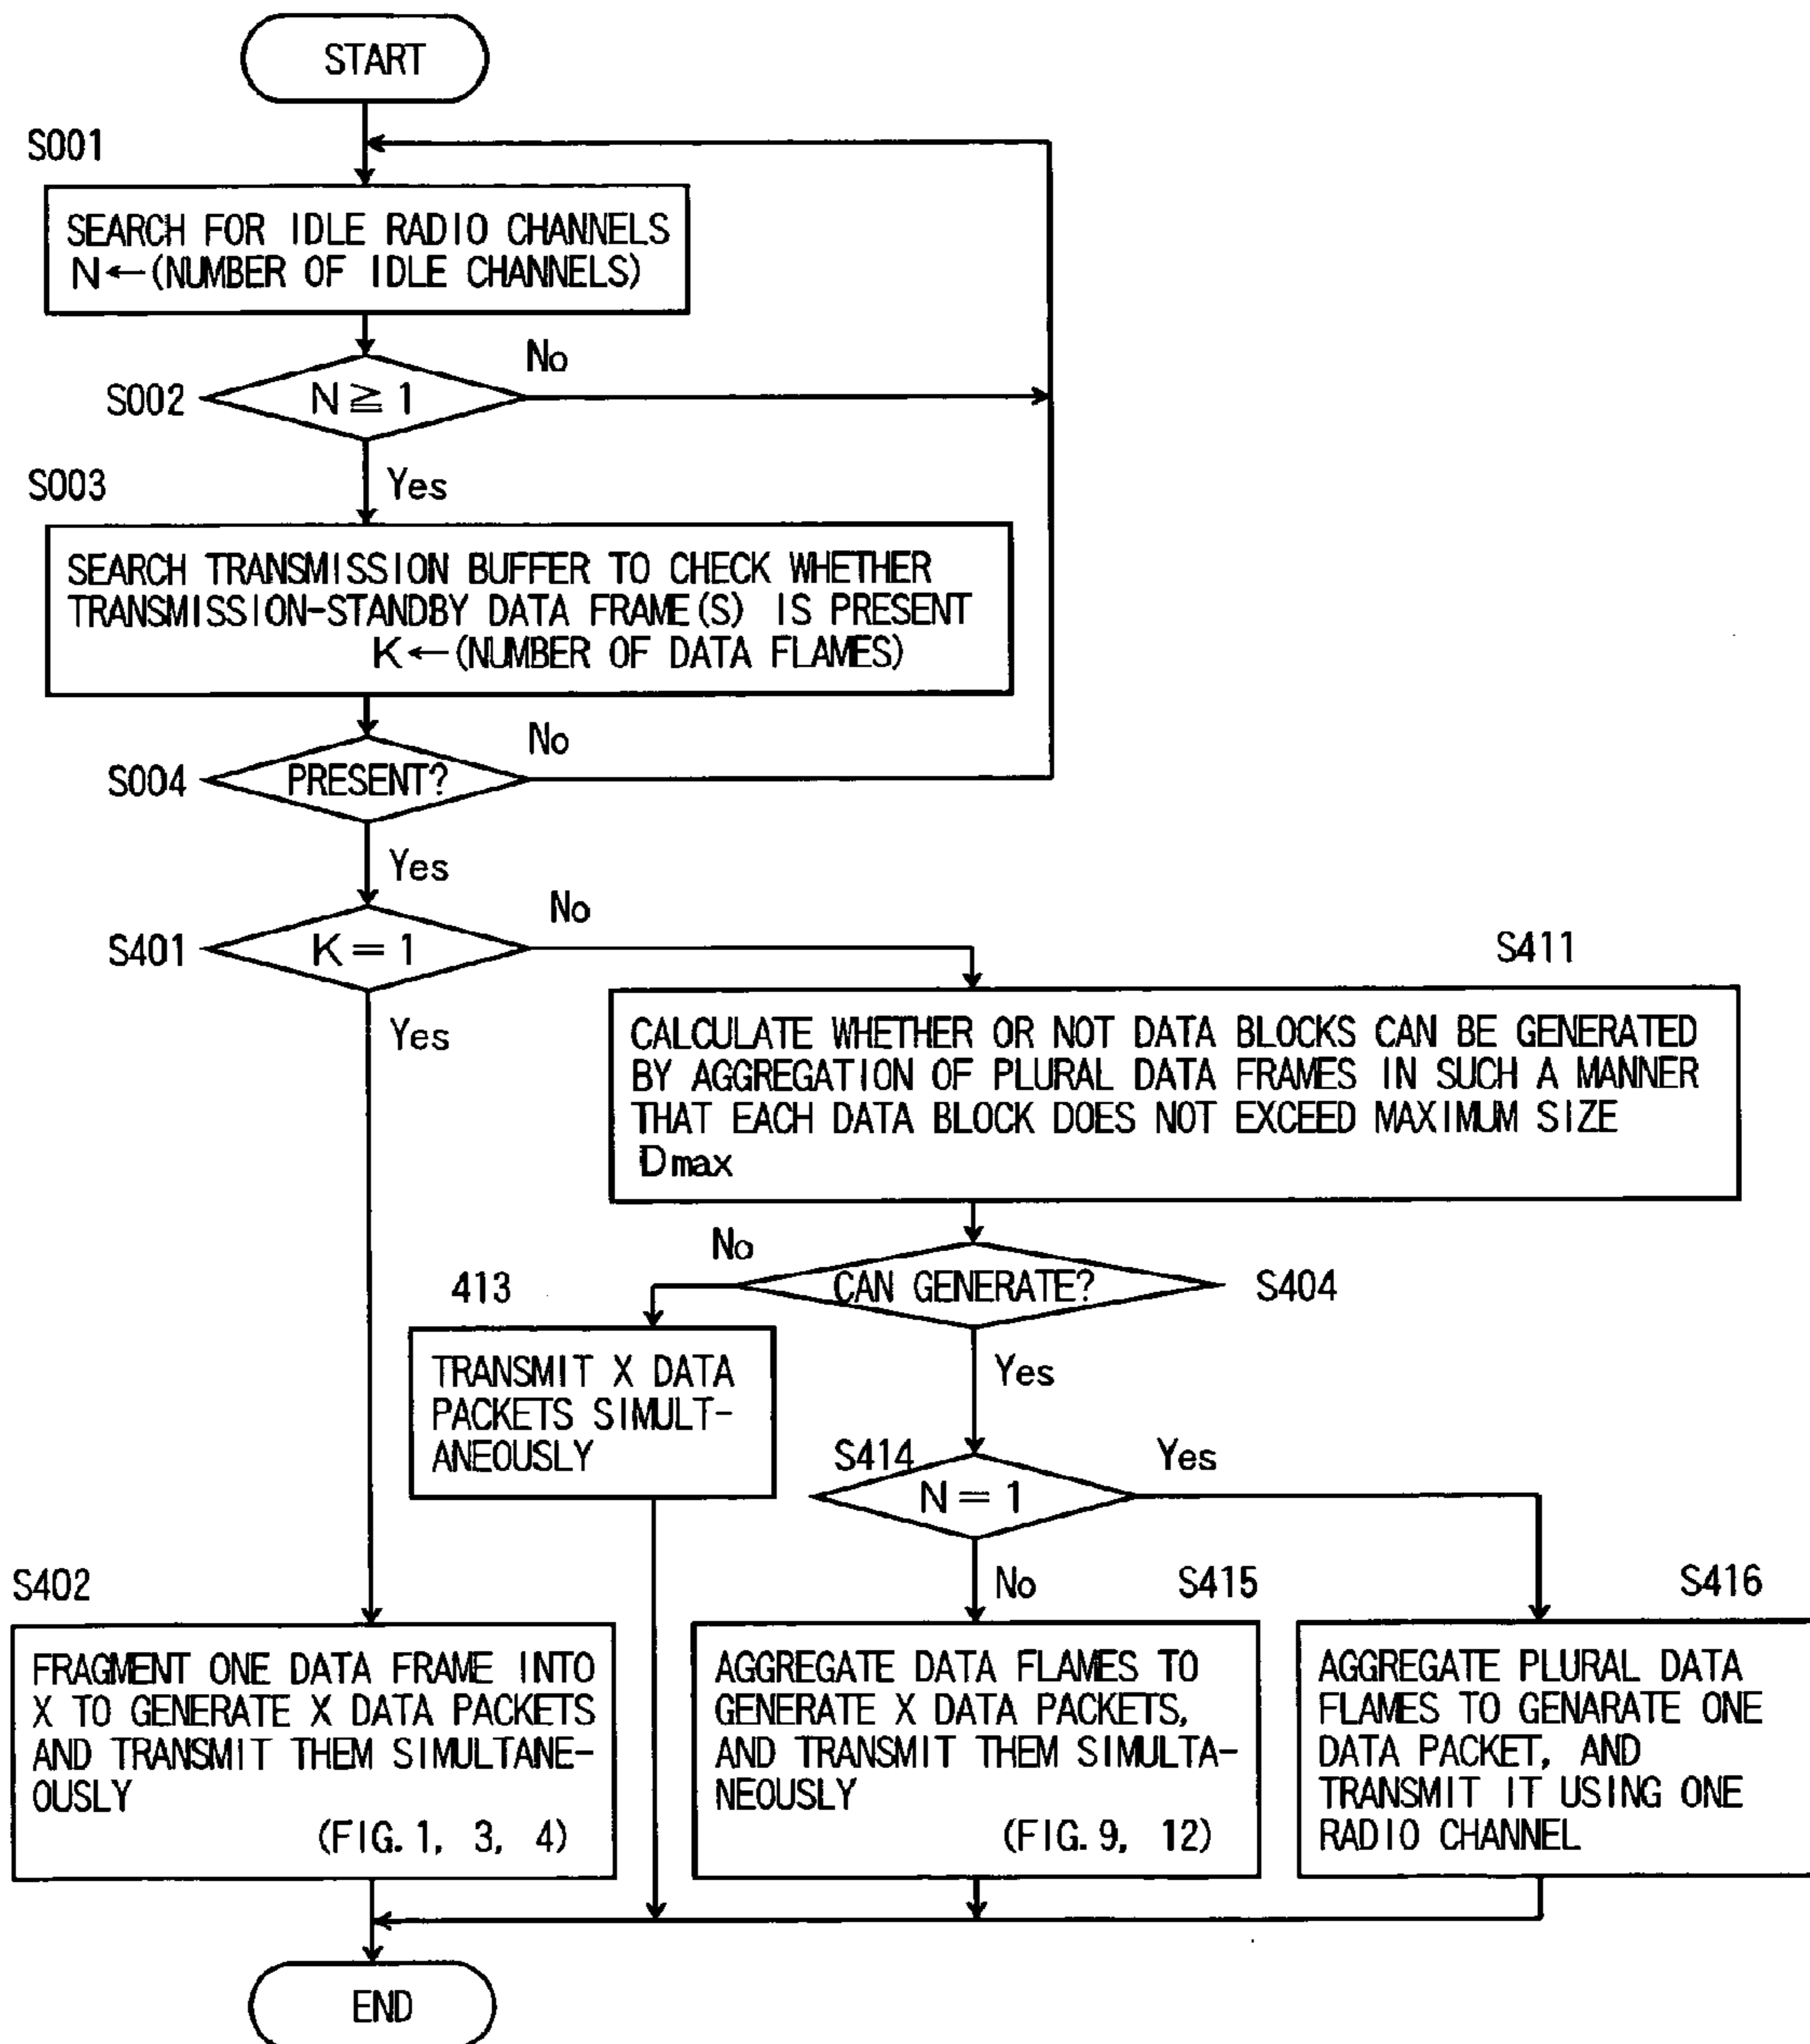 START
S001
SEARCH FOR IDLE RADIO CHANNELS
N←(NUMBER OF IDLE CHANNELS)
No
S002
N≧1
Yes
S003
SEARCH TRANSMISSION BUFFER TO CHECK WHETHER
TRANSMISSION-STANDBY DATA FRAME(S) IS PRESENT
K←(NUMBER OF DATA FLAMES)
No
S004
PRESENT?
Yes
No
S401
K=1
Yes
S411
CALCULATE WHETHER OR NOT DATA BLOCKS CAN BE GENERATED
BY AGGREGATION OF PLURAL DATA FRAMES IN SUCH A MANNER
THAT EACH DATA BLOCK DOES NOT EXCEED MAXIMUM SIZE
Dmax
No
CAN GENERATE?
S404
413
TRANSMIT X DATA
PACKETS SIMULT-
ANEOUSLY
Yes
S414
N=1
Yes
No
S402
FRAGMENT ONE DATA FRAME INTO
X TO GENERATE X DATA PACKETS
AND TRANSMIT THEM SIMULTANE-
OUSLY
(FIG. 1, 3, 4)
S415
AGGREGATE DATA FLAMES TO
GENERATE X DATA PACKETS,
AND TRANSMIT THEM SIMULTA-
NEOUSLY
(FIG. 9, 12)
S416
AGGREGATE PLURAL DATA
FLAMES TO GENARATE ONE
DATA PACKET, AND
TRANSMIT IT USING ONE
RADIO CHANNEL
END